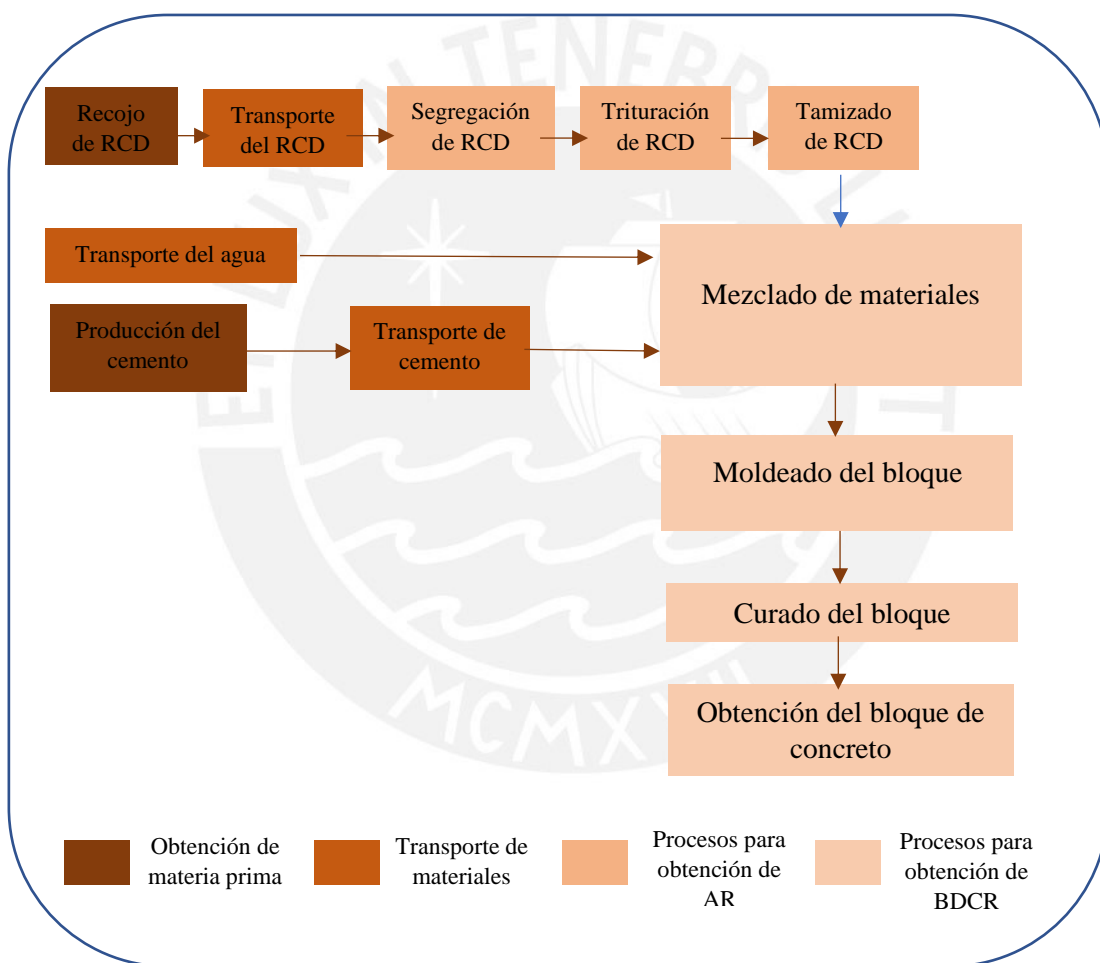 Recojo
de RCD
Transporte
del RCD
Segregación
de RCD
Trituración
de RCD
Tamizado
de RCD
Transporte del agua
Mezclado de materiales
Producción del
cemento
Transporte de
cemento
Moldeado del bloque
Curado del bloque
Obtención del bloque de
concreto
Obtención de
materia prima
Transporte de
materiales
Procesos para
obtención de
AR
Procesos para
obtención de
BDCR